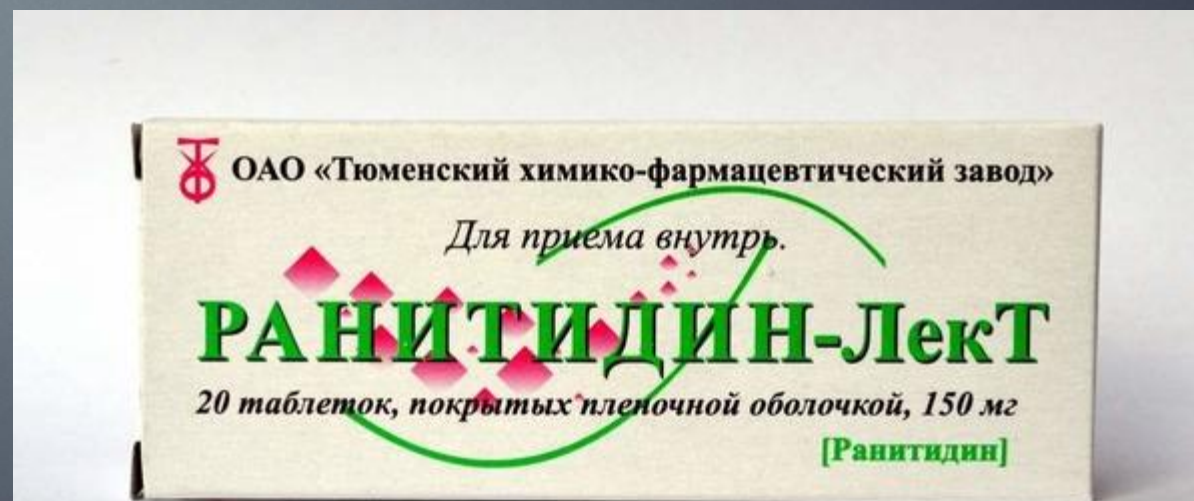 ОАО «Тюменский химико-фармацевтический завод»
Для приема внутрь.
РАНИТИДИН-ЛекТ
20 таблеток, покрытых пленочной оболочкой, 150 мг
[Ранитидин]